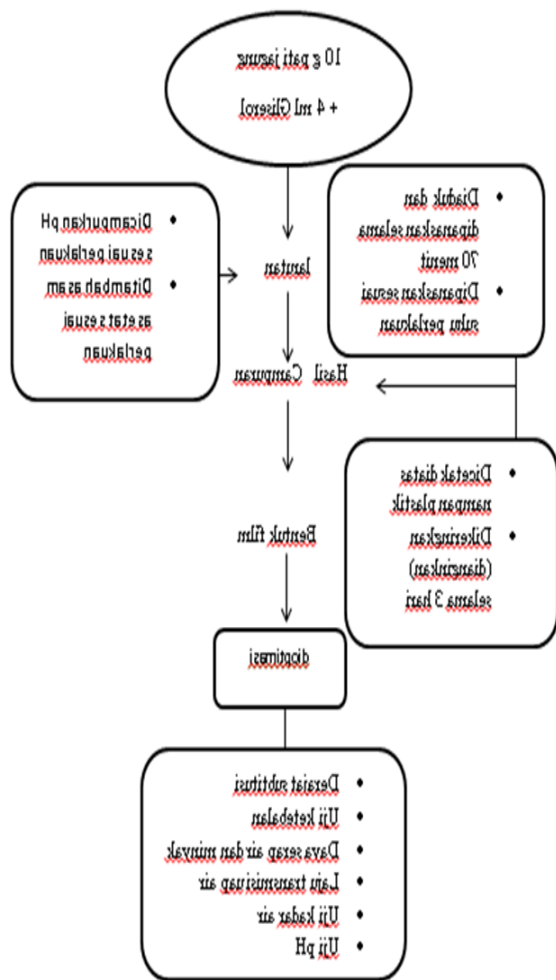 10 g pati jagung
+ 4 ml Gliserol
• Diaduk dan
dipanaskan selama
70 menit
• Dipanaskan sesuai
suhu perlakuan
• Dicampurkan pH
sesuai perlakuan
• Ditambah asam
asetat sesuai
perlakuan
larutan
Hasil Campuran
• Dicetak diatas
nampan plastik
• Dikeringkan
(dianginkan)
selama 3 hari
Bentuk film
dioptimasi
• Derajat subtitusi
• Uji ketebalan
• Daya serap air dan minyak
• Laju transmisi uap air
• Uji kadar air
• Uji pH